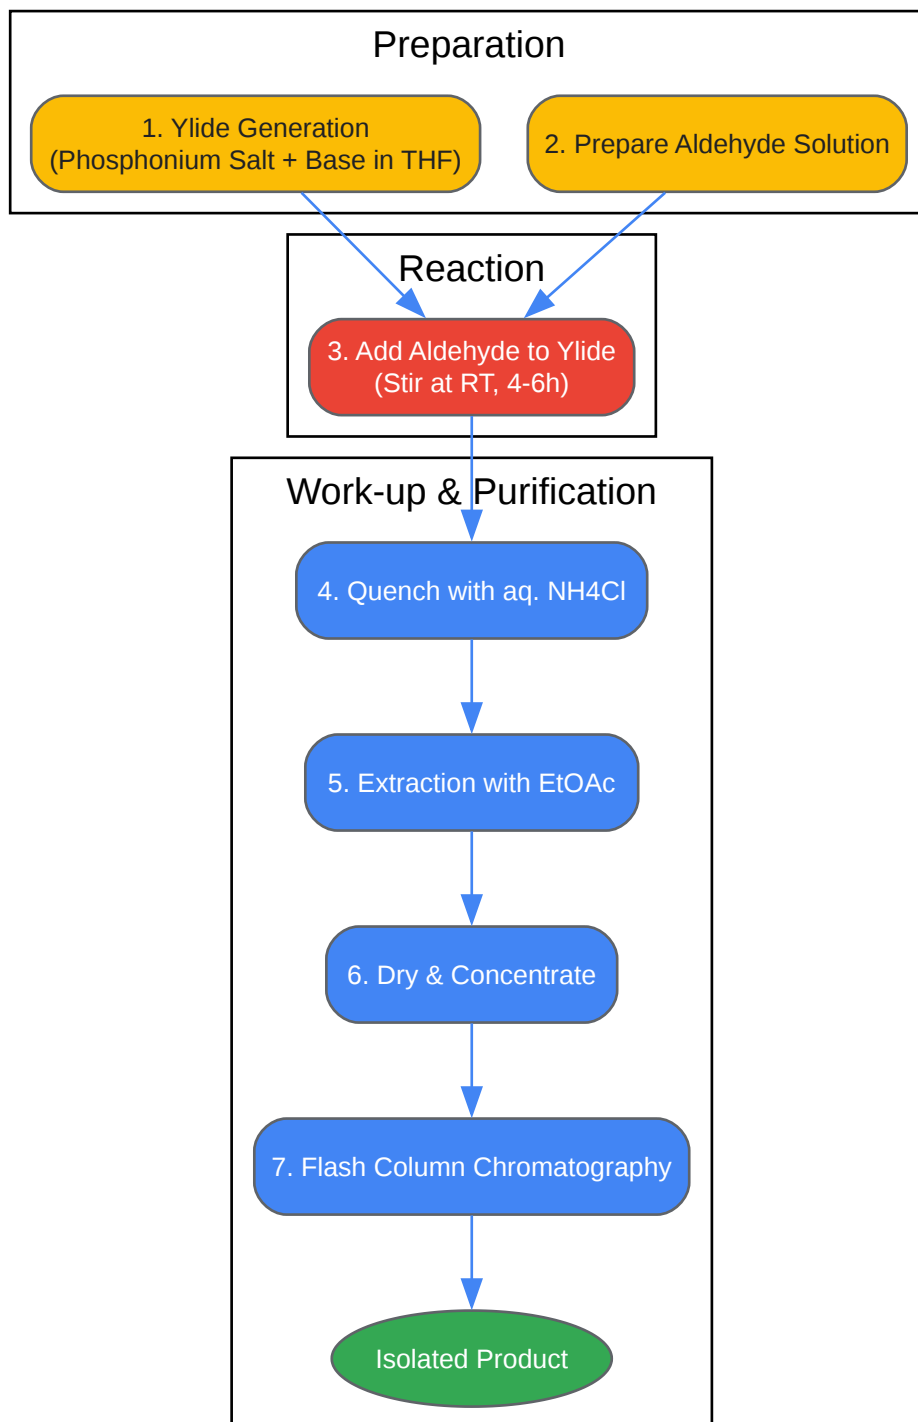 Preparation
1. Ylide Generation
(Phosphonium Salt + Base in THF)
2. Prepare Aldehyde Solution
Reaction
3. Add Aldehyde to Ylide
(Stir at RT, 4-6h)
Work-up & Purification
4. Quench with aq. NH4Cl
5. Extraction with EtOAc
6. Dry & Concentrate
7. Flash Column Chromatography
Isolated Product